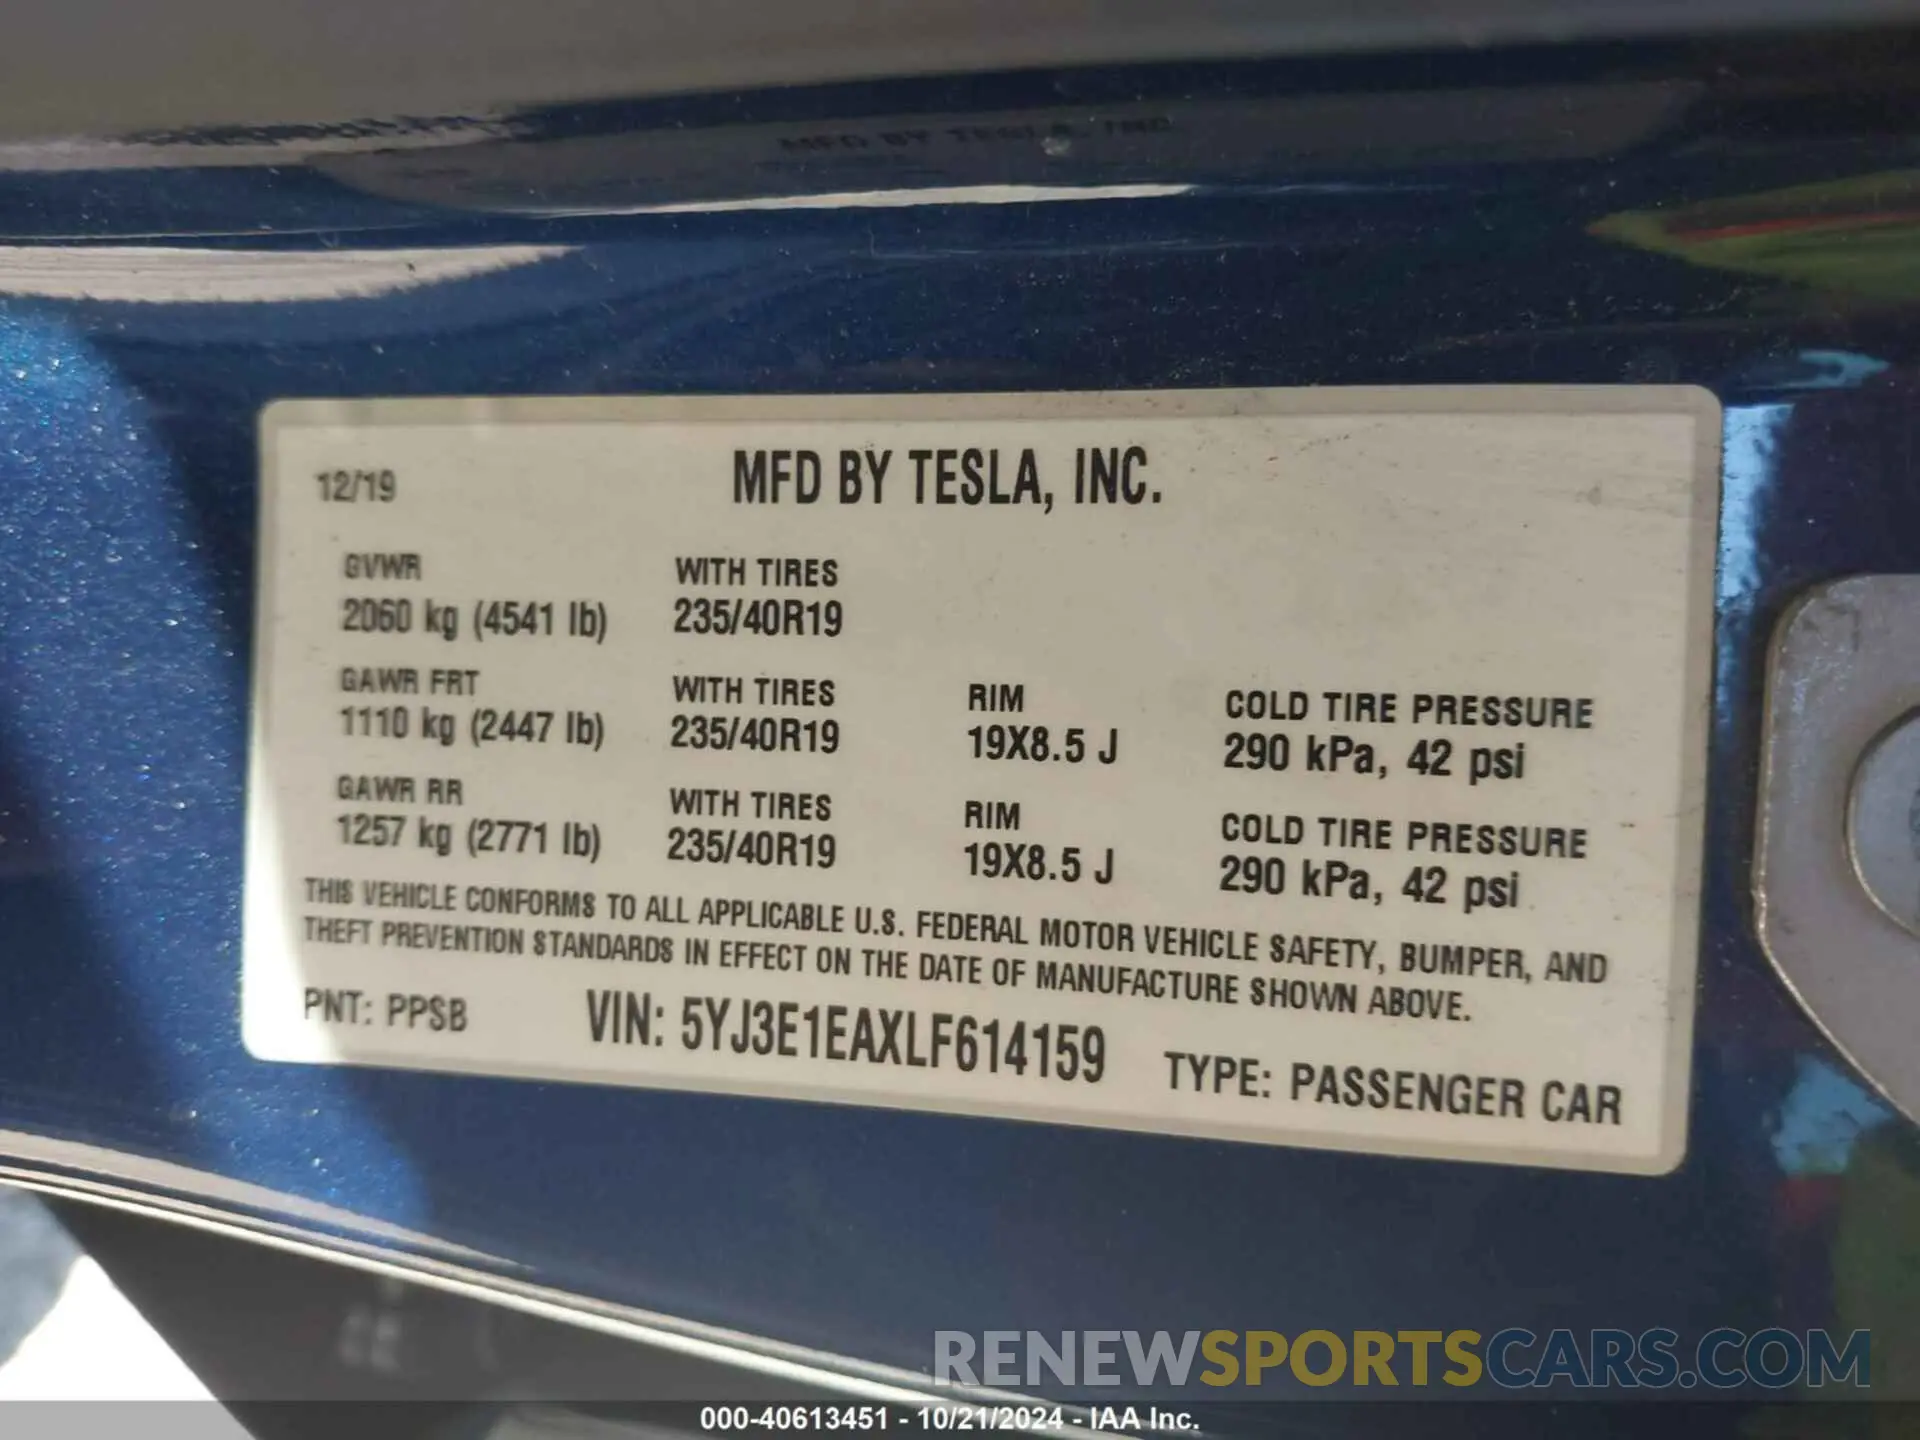 MFD BY TESLA, INC.
12/19 MFD BY TESLA, INC.
GVWR WITH TIRES
2060 kg (4541 lb) 235/40R19
GAWR FRT WITH TIRES RIM COLD TIRE PRESSURE
1110 kg (2447 lb) 235/40R19 19X8.5 J 290 kPa, 42 psi
GAWR RR WITH TIRES RIM COLD TIRE PRESSURE
1257 kg (2771 lb) 235/40R19 19X8.5 J 290 kPa, 42 psi
THIS VEHICLE CONFORMS TO ALL APPLICABLE U.S. FEDERAL MOTOR VEHICLE SAFETY, BUMPER, AND
THEFT PREVENTION STANDARDS IN EFFECT ON THE DATE OF MANUFACTURE SHOWN ABOVE.
PNT: PPSB VIN: 5YJ3E1EAXLF614159 TYPE: PASSENGER CAR
RENEWSPORTSCARS.COM
000-40613451 - 10/21/2024 - IAA Inc.